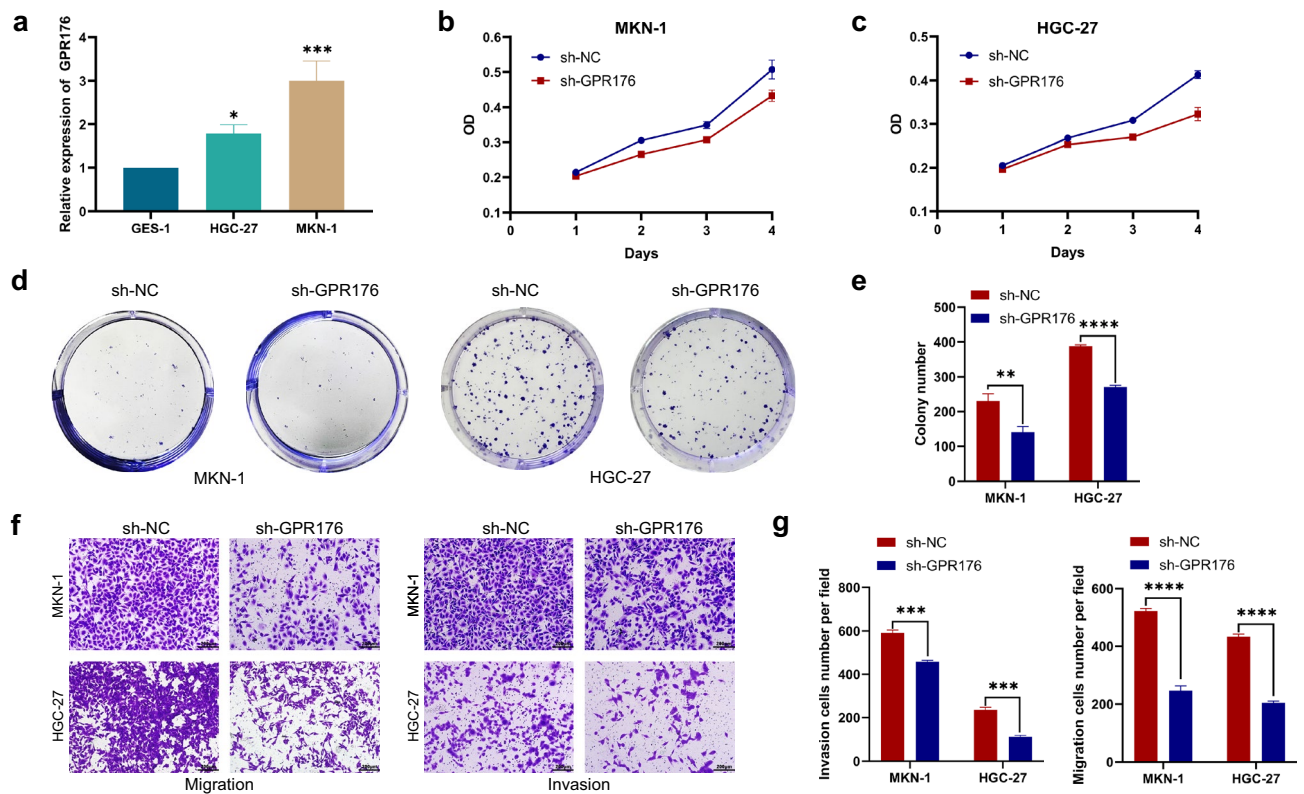 a
Relative expression of GPR176
4
3
2
1
0
*
***
GES-1 HGC-27 MKN-1
b
MKN-1
sh-NC
sh-GPR176
OD
0.6
0.5
0.4
0.3
0.2
0.1
0 1 2 3 4
Days
c
HGC-27
sh-NC
sh-GPR176
OD
0.5
0.4
0.3
0.2
0.1
0 1 2 3 4
Days
d
sh-NC sh-GPR176 sh-NC sh-GPR176
MKN-1 HGC-27
e
sh-NC
sh-GPR176
Colony number
500
400
300
200
100
0
**
****
MKN-1 HGC-27
f
sh-NC sh-GPR176 sh-NC sh-GPR176
MKN-1 MKN-1
HGC-27 HGC-27
200μm
200μm
200μm
200μm
Migration Invasion
g
sh-NC
sh-GPR176
Invasion cells number per field
800
600
400
200
0
***
***
MKN-1 HGC-27
sh-NC
sh-GPR176
Migration cells number per field
600
400
200
0
****
****
MKN-1 HGC-27